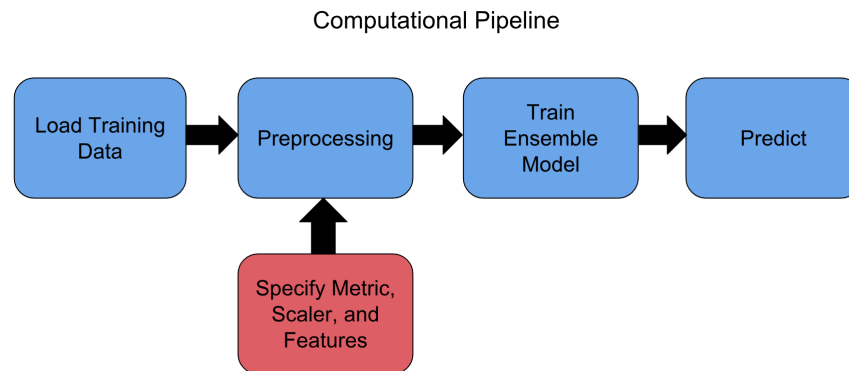 Computational Pipeline
Load Training
Data
Preprocessing
Train
Ensemble
Model
Predict
Specify Metric,
Scaler, and
Features